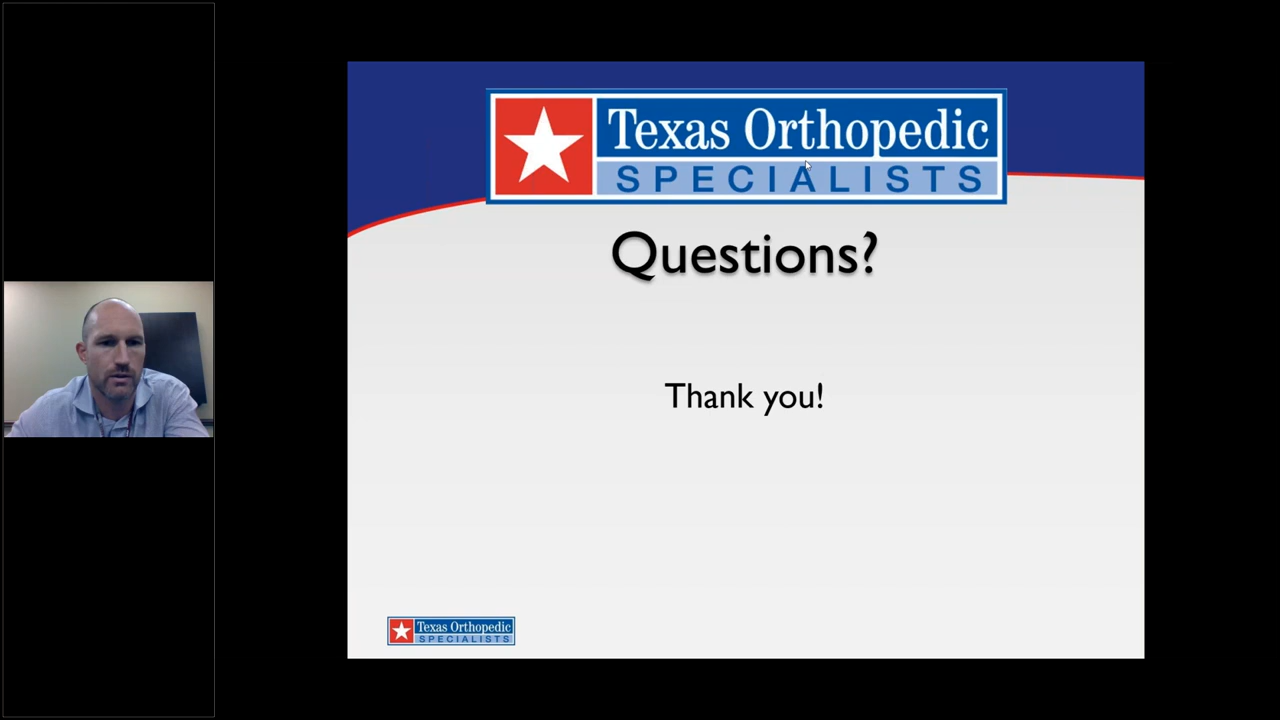 Texas Orthopedic
SPECIALISTS
Questions?
Thank you!
Texas Orthopedic
SPECIALISTS